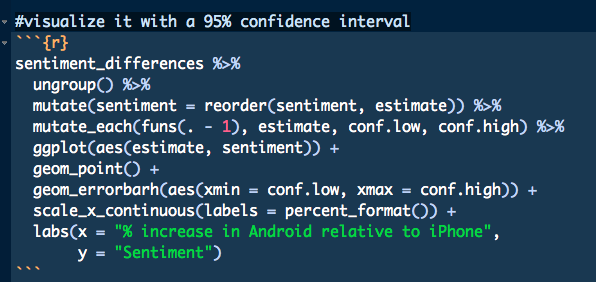 #visualize it with a 95% confidence interval
```{r}
sentiment_differences %>%
  ungroup() %>%
  mutate(sentiment = reorder(sentiment, estimate)) %>%
  mutate_each(funs(. - 1), estimate, conf.low, conf.high) %>%
  ggplot(aes(estimate, sentiment)) +
  geom_point() +
  geom_errorbarh(aes(xmin = conf.low, xmax = conf.high)) +
  scale_x_continuous(labels = percent_format()) +
  labs(x = "% increase in Android relative to iPhone",
       y = "Sentiment")
```